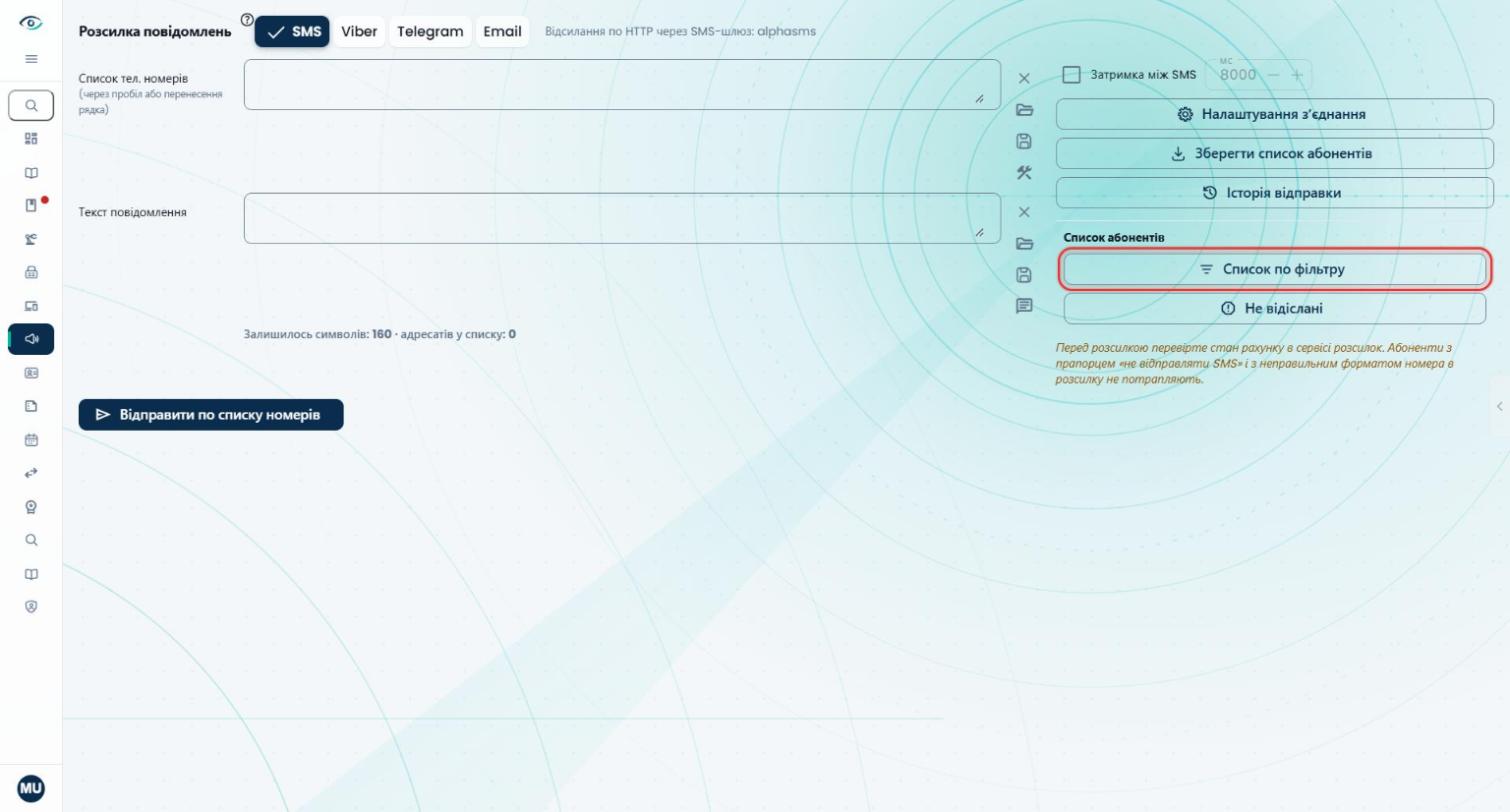 Розсилка повідомлень
SMS
Viber
Telegram
Email
Відсилання по HTTP через SMS-шлюз: alphasms
Список тел. номерів
(через пробіл або перенесення
рядка)
Затримка між SMS
МС
8000
Налаштування з'єднання
Зберегти список абонентів
Історія відправки
Текст повідомлення
Список абонентів
Список по фільтру
Не відіслані
Залишилось символів: 160 · адресатів у списку: 0
Перед розсилкою перевірте стан рахунку в сервісі розсилок. Абоненти з
прапорцем «не відправляти SMS» і з неправильним форматом номера в
розсилку не потрапляють.
Відправити по списку номерів
MU